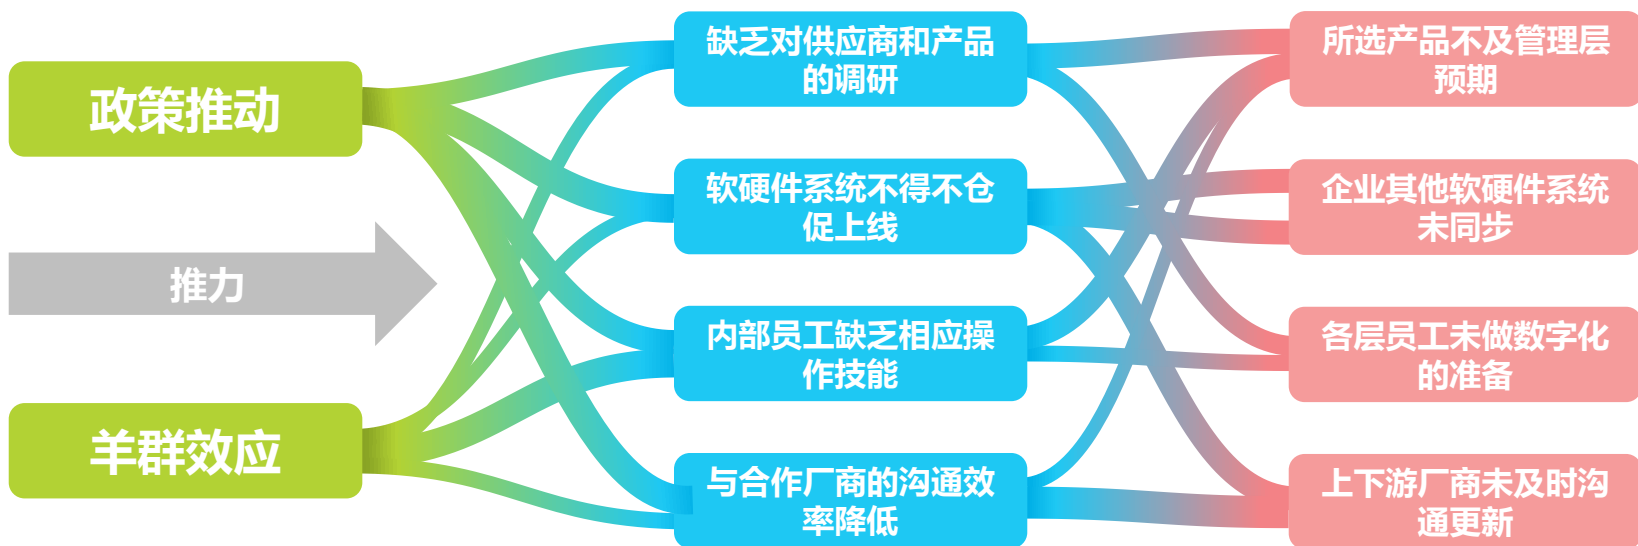 政策推动
推力
羊群效应
缺乏对供应商和产品
的调研
软硬件系统不得不仓
促上线
内部员工缺乏相应操
作技能
与合作厂商的沟通效
率降低
所选产品不及管理层
预期
企业其他软硬件系统
未同步
各层员工未做数字化
的准备
上下游厂商未及时沟
通更新